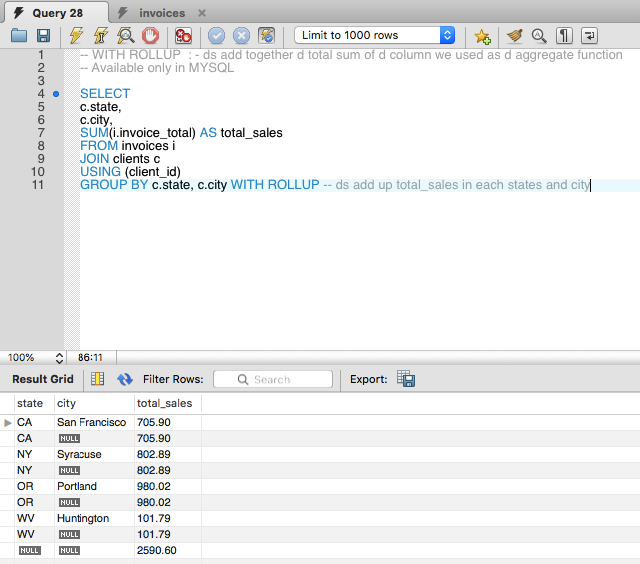 Query 28 invoices
Limit to 1000 rows
1 -- WITH ROLLUP : - ds add together d total sum of d column we used as d aggregate function
2 -- Available only in MYSQL
3
4 SELECT
5 c.state,
6 c.city,
7 SUM(i.invoice_total) AS total_sales
8 FROM invoices i
9 JOIN clients c
10 USING (client_id)
11 GROUP BY c.state, c.city WITH ROLLUP -- ds add up total_sales in each states and city
100% 86:11
Result Grid Filter Rows: Search Export:
state city total_sales
CA San Francisco 705.90
CA NULL 705.90
NY Syracuse 802.89
NY NULL 802.89
OR Portland 980.02
OR NULL 980.02
WV Huntington 101.79
WV NULL 101.79
NULL NULL 2590.60